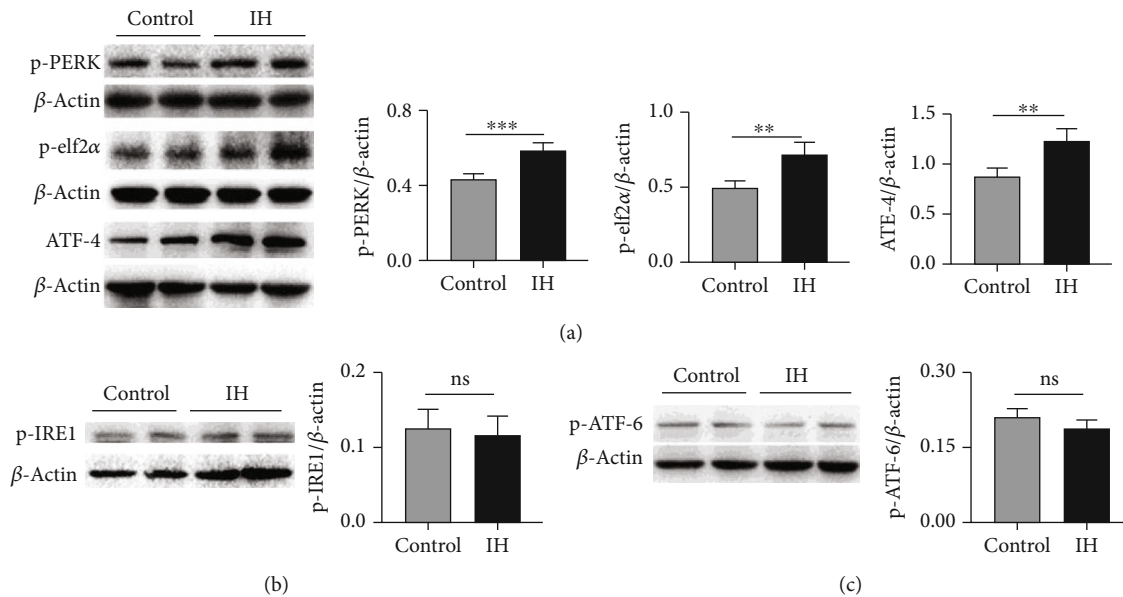 Control IH
p-PERK
β-Actin
p-elf2α
β-Actin
ATF-4
β-Actin
p-PERK/β-actin
0.8
0.4
0.0
***
Control IH
p-elf2α/β-actin
1.0
0.5
0.0
**
Control IH
ATE-4/β-actin
1.5
1.0
0.5
0.0
**
Control IH
(a)
Control IH
p-IRE1
β-Actin
p-IRE1/β-actin
0.2
0.1
0.0
ns
Control IH
(b)
Control IH
p-ATF-6
β-Actin
p-ATF-6/β-actin
0.30
0.15
0.00
ns
Control IH
(c)